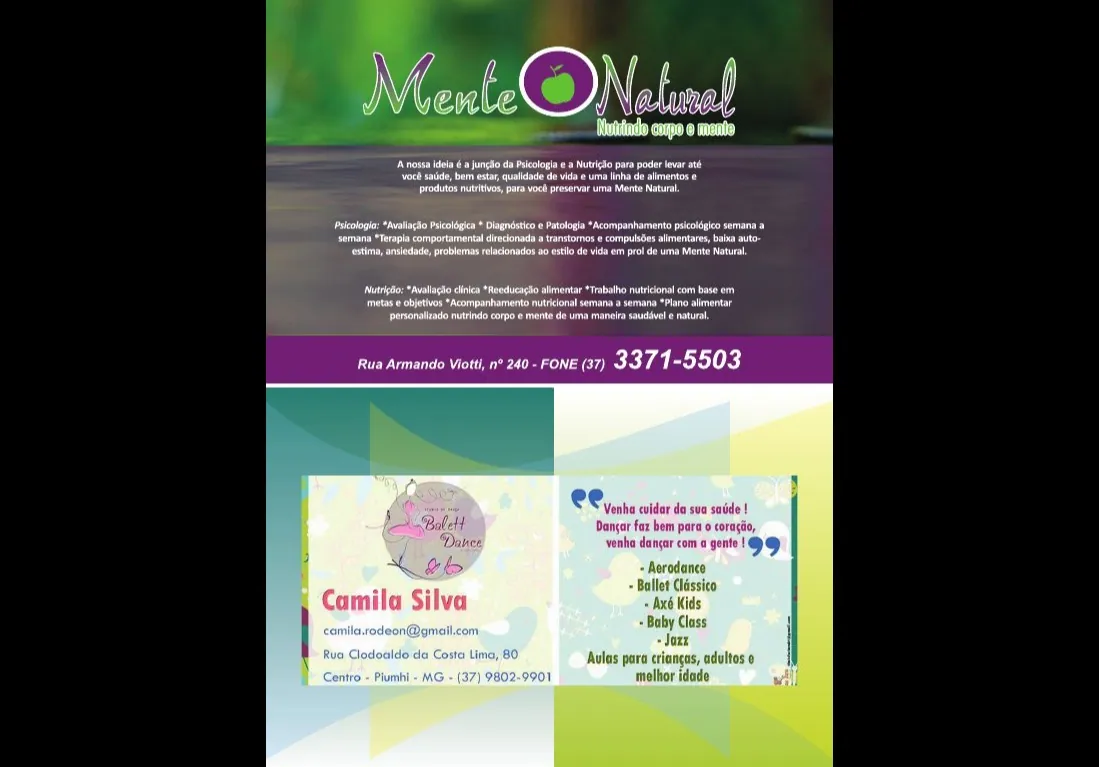 Mente Natural
Nutrindo corpo e mente
A nossa ideia é a junção da Psicologia e a Nutrição para poder levar até
você saúde, bem estar, qualidade de vida e uma linha de alimentos e
produtos nutritivos, para você preservar uma Mente Natural.
Psicologia: *Avaliação Psicológica * Diagnóstico e Patologia *Acompanhamento psicológico semana a
semana *Terapia comportamental direcionada a transtornos e compulsões alimentares, baixa auto-
estima, ansiedade, problemas relacionados ao estilo de vida em prol de uma Mente Natural.
Nutrição: *Avaliação clínica *Reeducação alimentar *Trabalho nutricional com base em
metas e objetivos *Acompanhamento nutricional semana a semana *Plano alimentar
personalizado nutrindo corpo e mente de uma maneira saudável e natural.
Rua Armando Viotti, nº 240 - FONE (37) 3371-5503
Balett
Dance
Camila Silva
camila.rodeon@gmail.com
Rua Clodoaldo da Costa Lima, 80
Centro - Piumhi - MG - (37) 9802-9901
"Venha cuidar da sua saúde !
Dançar faz bem para o coração,
venha dançar com a gente ! "
- Aerodance
- Ballet Clássico
- Axé Kids
- Baby Class
- Jazz
Aulas para crianças, adultos e
melhor idade